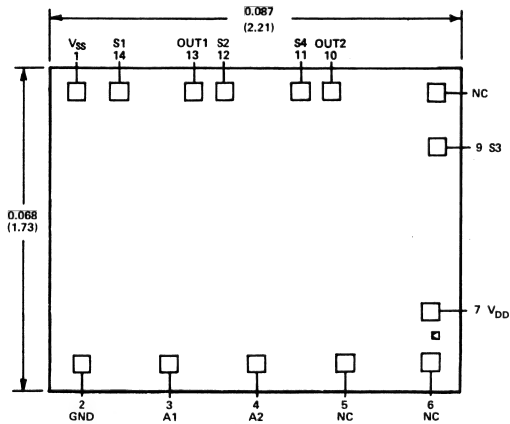 0.087
(2.21)
VSS S1 OUT1 S2 S4 OUT2
1 14 13 12 11 10
NC
9 S3
0.068
(1.73)
7 VDD
2 3 4 5 6
GND A1 A2 NC NC